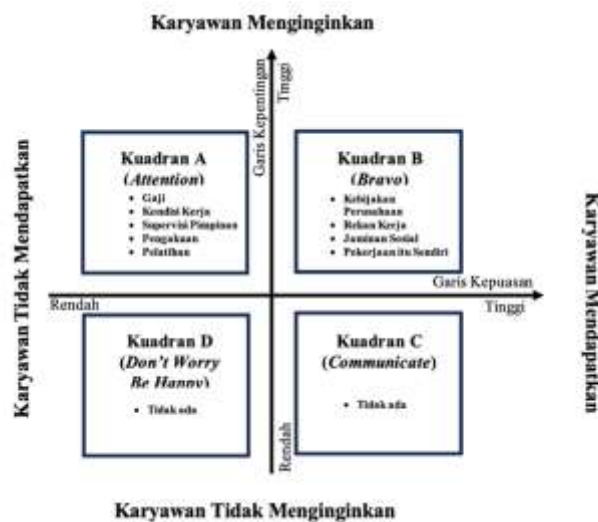 Karyawan Menginginkan
Karyawan Tidak Mendapatkan
Garis Kepentingan
Tinggi
Kuadran A
(Attention)
• Gaji
• Kondisi Kerja
• Supervisi Pimpinan
• Pengakuan
• Pelatihan
Kuadran B
(Bravo)
• Kebijakan
Perusahaan
• Rekan Kerja
• Jaminan Sosial
• Pekerjaan itu Sendiri
Garis Kepuasan
Rendah
Tinggi
Karyawan Mendapatkan
Kuadran D
(Don't Worry
Be Happy)
• Tidak ada
Kuadran C
(Communicate)
• Tidak ada
Rendah
Karyawan Tidak Menginginkan